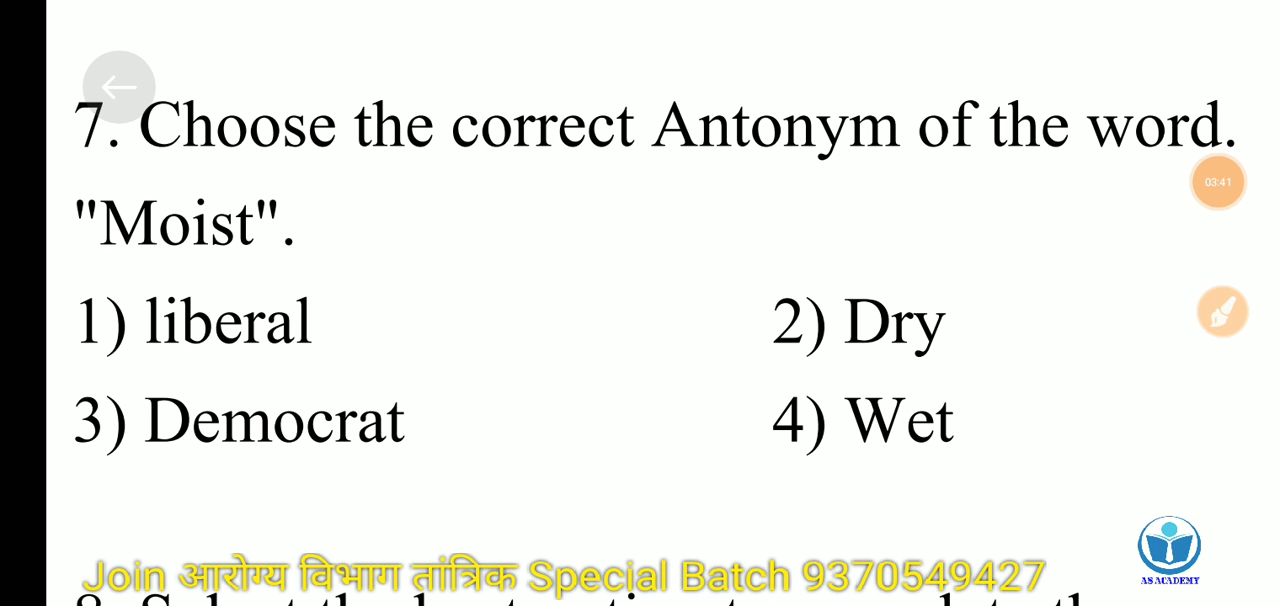 7. Choose the correct Antonym of the word.
03:41
"Moist".
1) liberal 2) Dry
3) Democrat 4) Wet
Join आरोग्य विभाग तांत्रिक Special Batch 9370549427
AS ACADEMY